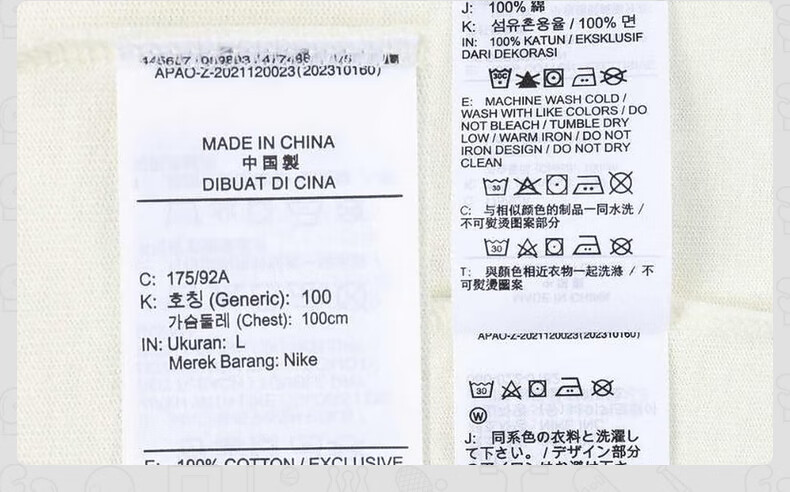 APAO-Z-2021120023(202310160)
MADE IN CHINA
中国製
DIBUAT DI CINA
C: 175/92A
K: 호칭 (Generic): 100
가슴둘레 (Chest): 100cm
IN: Ukuran: L
Merek Barang: Nike
100% COTTON / EXCLUSIVE
J: 100% 綿
K: 섬유혼용율 / 100% 면
IN: 100% KATUN / EKSKLUSIF
DARI DEKORASI
E: MACHINE WASH COLD /
WASH WITH LIKE COLORS / DO
NOT BLEACH / TUMBLE DRY
LOW / WARM IRON / DO NOT
IRON DESIGN / DO NOT DRY
CLEAN
30
C: 与相似颜色的制品一同水洗 /
不可熨烫图案部分
30
T: 與顏色相近衣物一起洗滌 / 不
可熨燙圖案
APAO-Z-2021120023(202310160)
30
W
J: 同系色の衣料と洗濯し
て下さい。/ デザイン部分